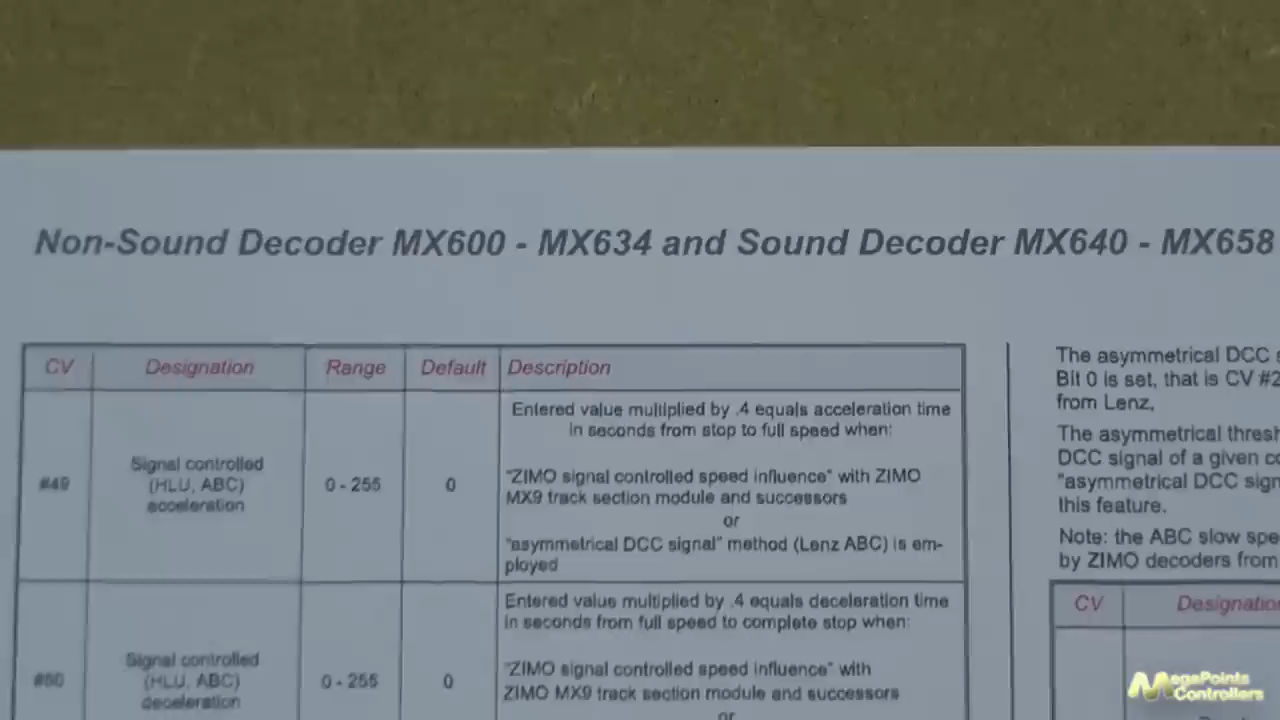 Non-Sound Decoder MX600 - MX634 and Sound Decoder MX640 - MX658
CV Designation Range Default Description
#49
Signal controlled
(HLU, ABC)
acceleration
0 - 255
0
Entered value multiplied by .4 equals acceleration time
in seconds from stop to full speed when:
"ZIMO signal controlled speed influence" with ZIMO
MX9 track section module and successors
or
"asymmetrical DCC signal" method (Lenz ABC) is em-
ployed
#50
Signal controlled
(HLU, ABC)
deceleration
0 - 255
0
Entered value multiplied by .4 equals deceleration time
in seconds from full speed to complete stop when:
"ZIMO signal controlled speed influence" with
ZIMO MX9 track section module and successors
or
The asymmetrical DCC
Bit 0 is set, that is CV #2
from Lenz,
The asymmetrical thresh
DCC signal of a given co
"asymmetrical DCC sign
this feature.
Note: the ABC slow spe
by ZIMO decoders from
CV Designation
MegaPoints
Controllers